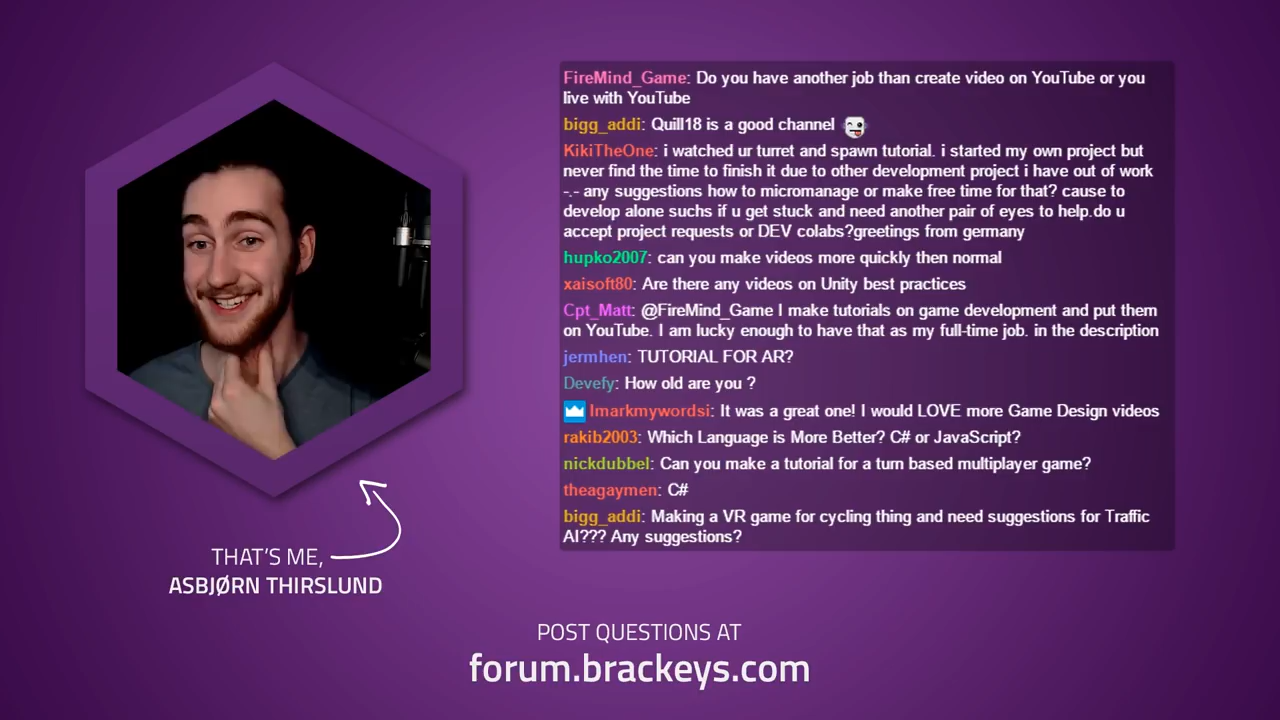 FireMind_Game: Do you have another job than create video on YouTube or you
live with YouTube
bigg_addi: Quill18 is a good channel
KikiTheOne: i watched ur turret and spawn tutorial. i started my own project but
never find the time to finish it due to other development project i have out of work
-.- any suggestions how to micromanage or make free time for that? cause to
develop alone suchs if u get stuck and need another pair of eyes to help.do u
accept project requests or DEV colabs?greetings from germany
hupko2007: can you make videos more quickly then normal
xaisoft80: Are there any videos on Unity best practices
Cpt_Matt: @FireMind_Game I make tutorials on game development and put them
on YouTube. I am lucky enough to have that as my full-time job. in the description
jermhen: TUTORIAL FOR AR?
Devefy: How old are you ?
Imarkmywordsi: It was a great one! I would LOVE more Game Design videos
rakib2003: Which Language is More Better? C# or JavaScript?
nickdubbel: Can you make a tutorial for a turn based multiplayer game?
theagaymen: C#
bigg_addi: Making a VR game for cycling thing and need suggestions for Traffic
AI??? Any suggestions?
THAT'S ME,
ASBJØRN THIRSLUND
POST QUESTIONS AT
forum.brackeys.com